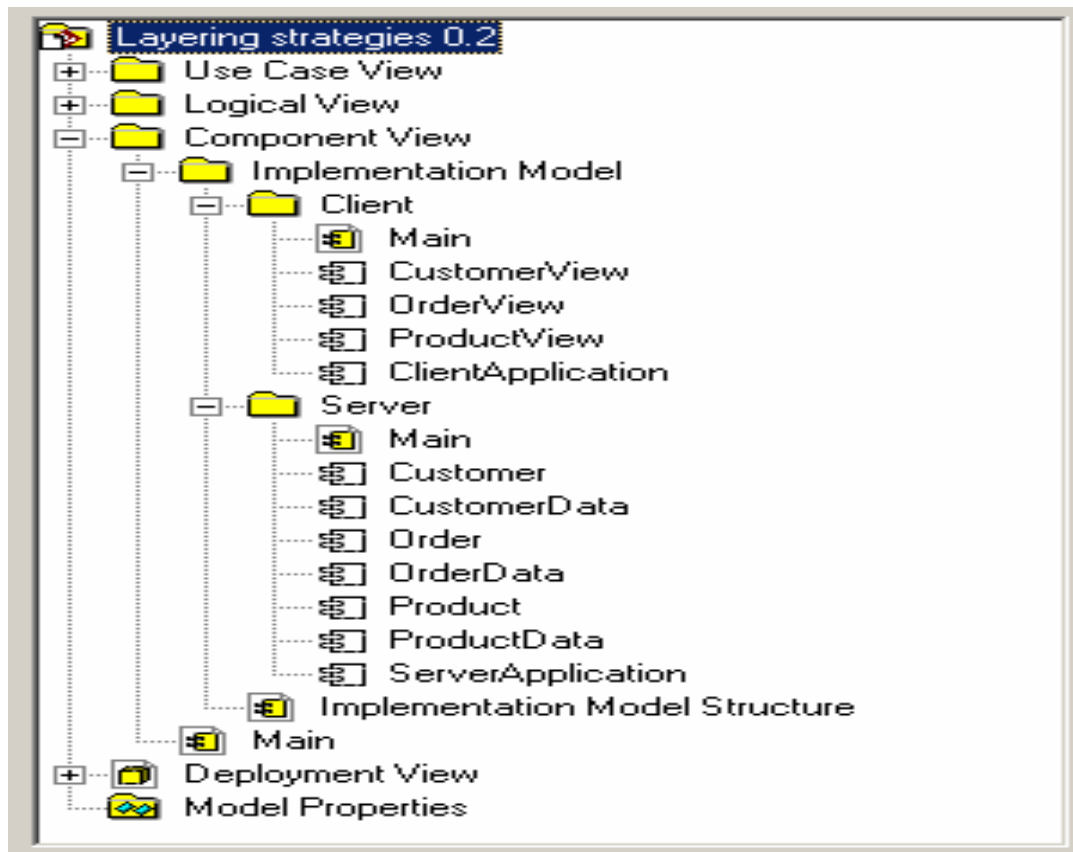 Layering strategies 0.2
Use Case View
Logical View
Component View
Implementation Model
Client
Main
CustomerView
OrderView
ProductView
ClientApplication
Server
Main
Customer
CustomerData
Order
OrderData
Product
ProductData
ServerApplication
Implementation Model Structure
Main
Deployment View
Model Properties